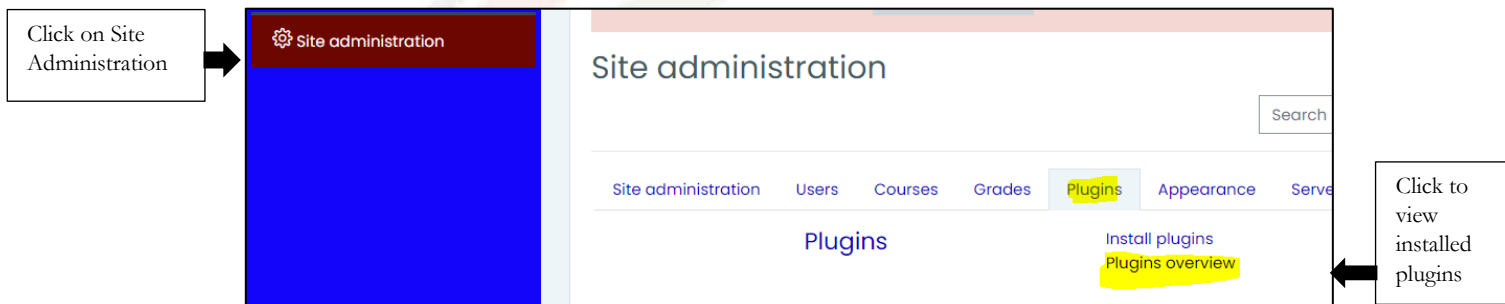 Click on Site
Administration
Site administration
Site administration
Search
Site administration Users Courses Grades Plugins Appearance Serve
Plugins
Install plugins
Plugins overview
Click to
view
installed
plugins